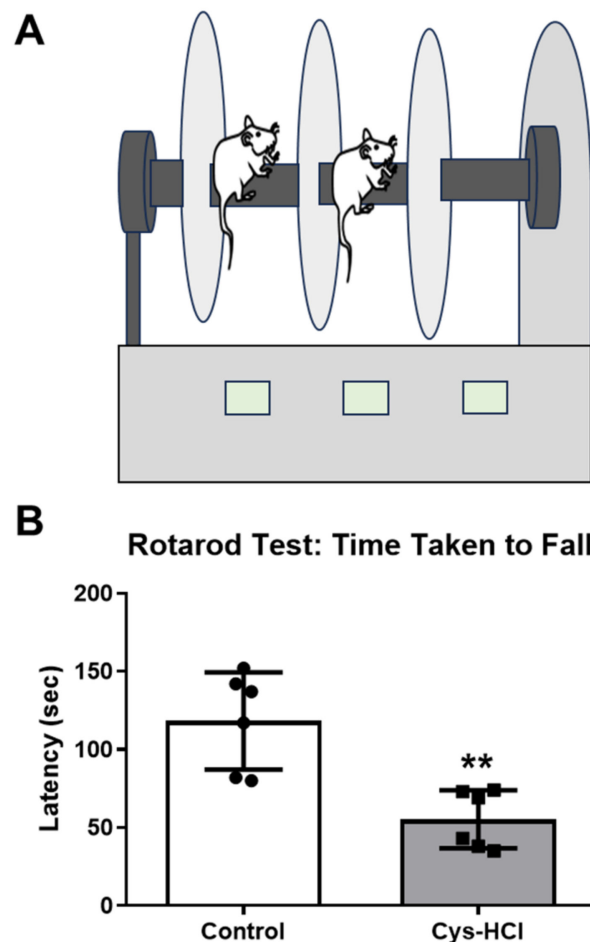 A
B
Rotarod Test: Time Taken to Fall
200
150
100
50
0
Latency (sec)
**
Control
Cys-HCl